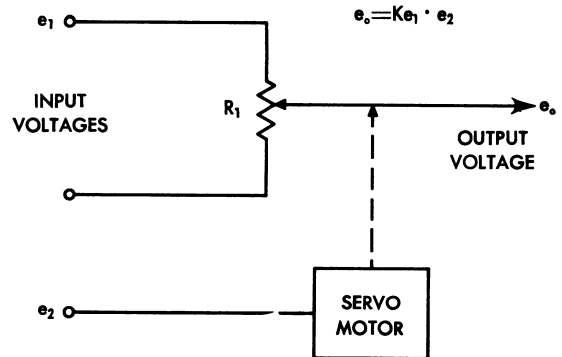 e₁
eₒ=Ke₁ · e₂
INPUT
VOLTAGES
R₁
eₒ
OUTPUT
VOLTAGE
e₂
SERVO
MOTOR